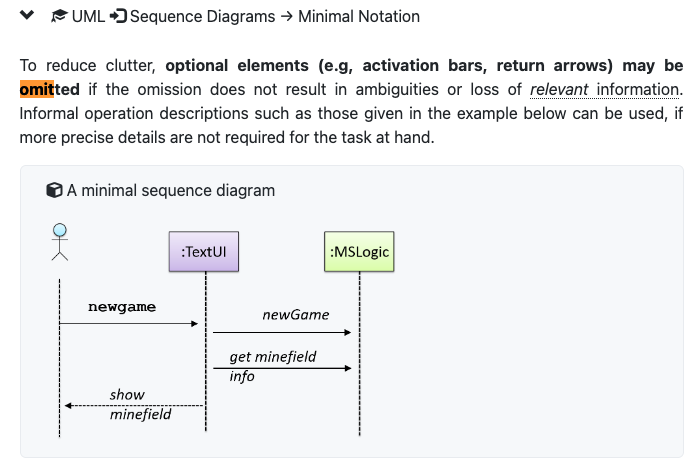 UML Sequence Diagrams → Minimal Notation
To reduce clutter, optional elements (e.g, activation bars, return arrows) may be
omitted if the omission does not result in ambiguities or loss of relevant information.
Informal operation descriptions such as those given in the example below can be used, if
more precise details are not required for the task at hand.
A minimal sequence diagram
:TextUI
:MSLogic
newgame
newGame
get minefield
info
show
minefield